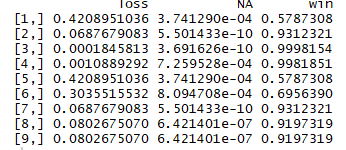 loss NA win
[1,] 0.4208951036 3.741290e-04 0.5787308
[2,] 0.0687679083 5.501433e-10 0.9312321
[3,] 0.0001845813 3.691626e-10 0.9998154
[4,] 0.0010889292 7.259528e-04 0.9981851
[5,] 0.4208951036 3.741290e-04 0.5787308
[6,] 0.3035515532 8.094708e-04 0.6956390
[7,] 0.0687679083 5.501433e-10 0.9312321
[8,] 0.0802675070 6.421401e-07 0.9197319
[9,] 0.0802675070 6.421401e-07 0.9197319